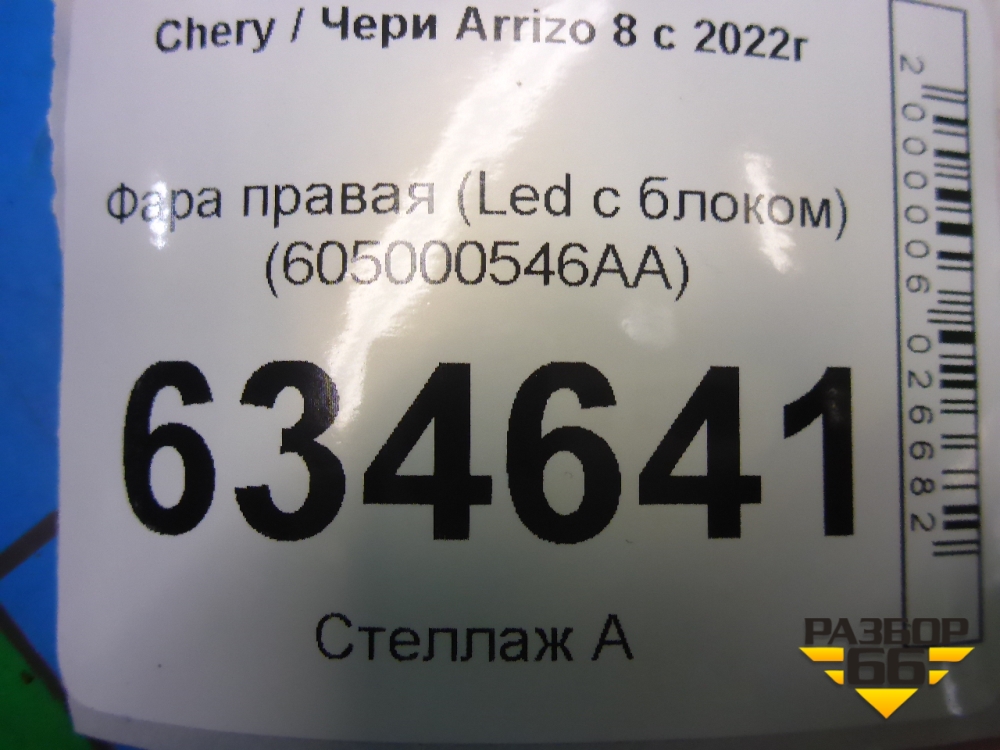 Chery / Чери Arrizo 8 с 2022г
Фара правая (Led с блоком)
(605000546AA)
634641
Стеллаж А
2000006026682
РАЗБОР
66